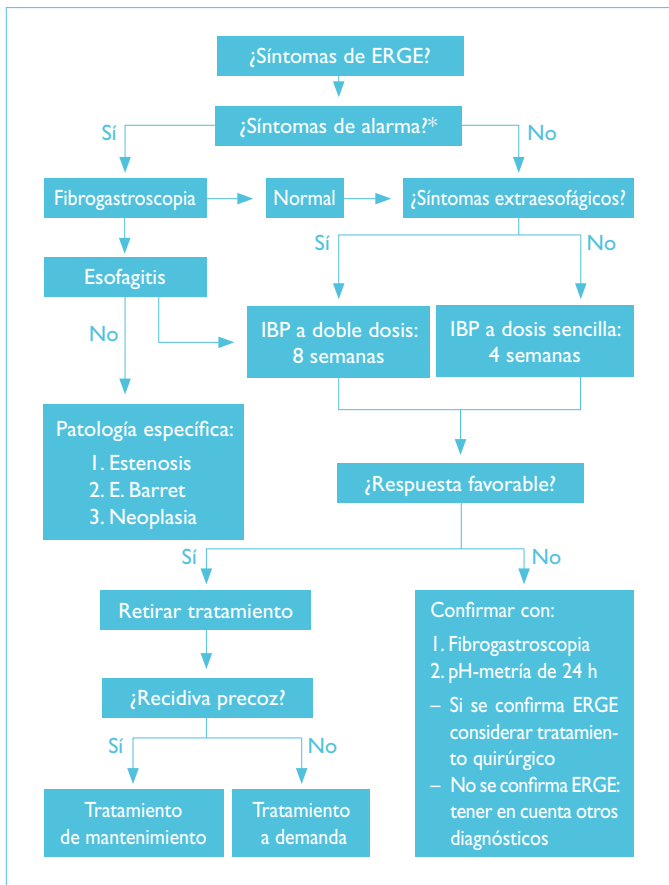 ¿Síntomas de ERGE?
¿Síntomas de alarma?*
Sí
No
Fibrogastroscopia
Normal
¿Síntomas extraesofágicos?
Sí
No
Esofagitis
No
IBP a doble dosis:
8 semanas
IBP a dosis sencilla:
4 semanas
Patología específica:
1. Estenosis
2. E. Barret
3. Neoplasia
¿Respuesta favorable?
Sí
No
Retirar tratamiento
¿Recidiva precoz?
Sí
No
Tratamiento
de mantenimiento
Tratamiento
a demanda
Confirmar con:
1. Fibrogastroscopia
2. pH-metría de 24 h
– Si se confirma ERGE
considerar tratamien-
to quirúrgico
– No se confirma ERGE:
tener en cuenta otros
diagnósticos